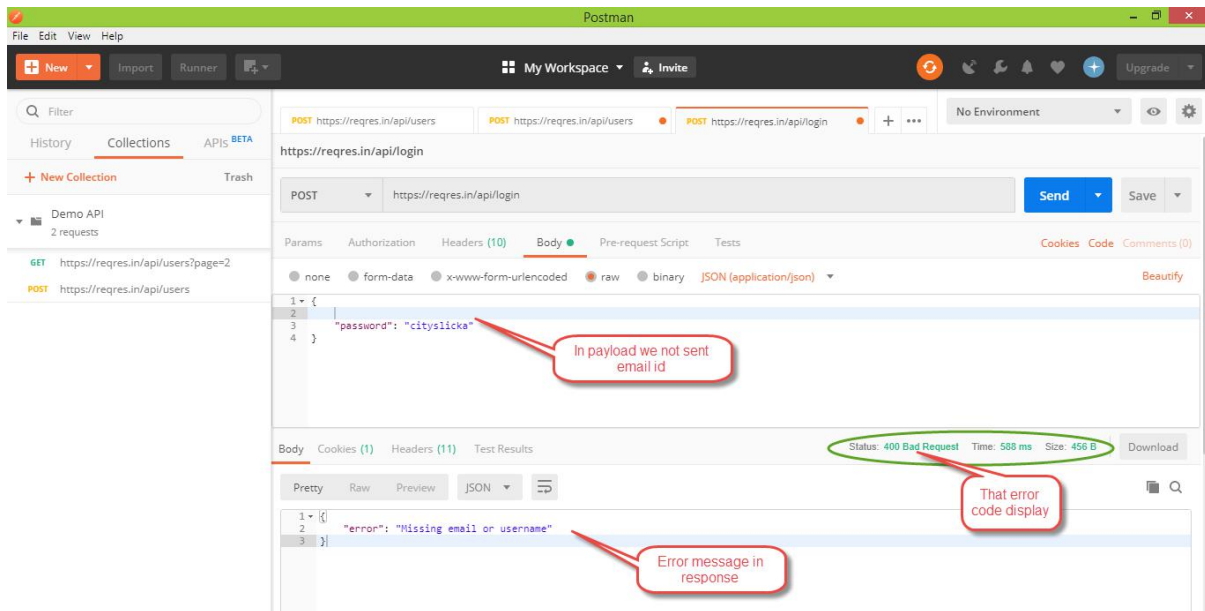 Postman
File Edit View Help
New Import Runner My Workspace Invite Upgrade
Filter
History Collections APIs BETA
+ New Collection Trash
Demo API
2 requests
GET https://reqres.in/api/users?page=2
POST https://reqres.in/api/users
POST https://reqres.in/api/users POST https://reqres.in/api/users POST https://reqres.in/api/login + ••• No Environment
https://reqres.in/api/login
POST https://reqres.in/api/login Send Save
Params Authorization Headers (10) Body Pre-request Script Tests Cookies Code Comments (0)
none form-data x-www-form-urlencoded raw binary JSON (application/json) Beautify
1 {
2
3 "password": "cityslicka"
4 }
In payload we not sent
email id
Body Cookies (1) Headers (11) Test Results Status: 400 Bad Request Time: 588 ms Size: 456 B Download
Pretty Raw Preview JSON
That error
code display
1 {
2 "error": "Missing email or username"
3 }
Error message in
response